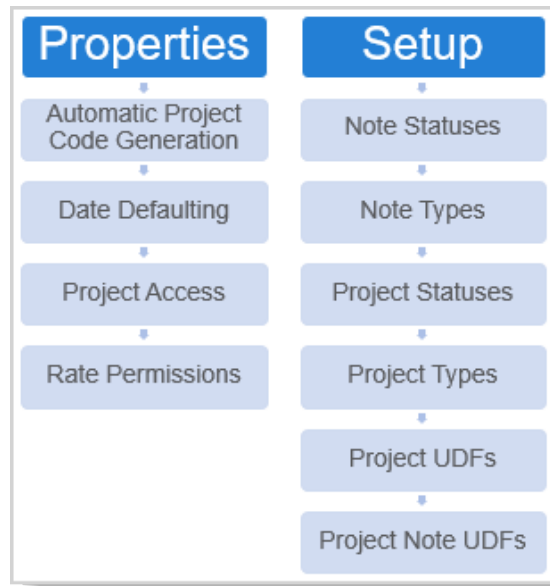 Properties
Automatic Project
Code Generation
Date Defaulting
Project Access
Rate Permissions
Setup
Note Statuses
Note Types
Project Statuses
Project Types
Project UDFs
Project Note UDFs